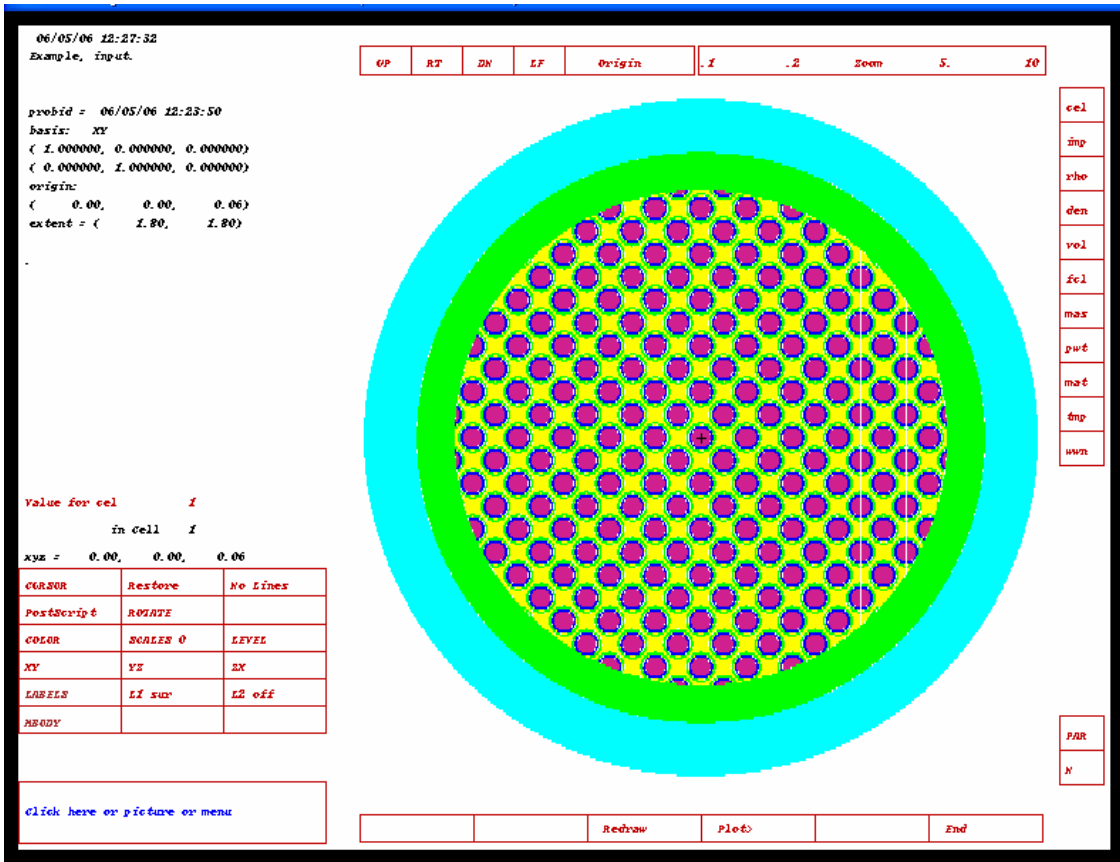 06/05/06 12:27:32
Example, input.
UP RT DN LF Origin .1 .2 Zoom 5. 10
probid = 06/05/06 12:23:50
basis: XY
( 1.000000, 0.000000, 0.000000)
( 0.000000, 1.000000, 0.000000)
origin:
( 0.00, 0.00, 0.06)
extent = ( 1.80, 1.80)
cel
imp
rho
den
vol
fcl
mas
pwt
mat
tmp
wwn
Value for cel 1
in Cell 1
xyz = 0.00, 0.00, 0.06
CURSOR Restore No Lines
PostScript ROTATE
COLOR SCALES 0 LEVEL
XY YZ ZX
LABELS L1 sur L2 off
MBODY
PAR
N
Click here or picture or menu
Redraw Plot> End